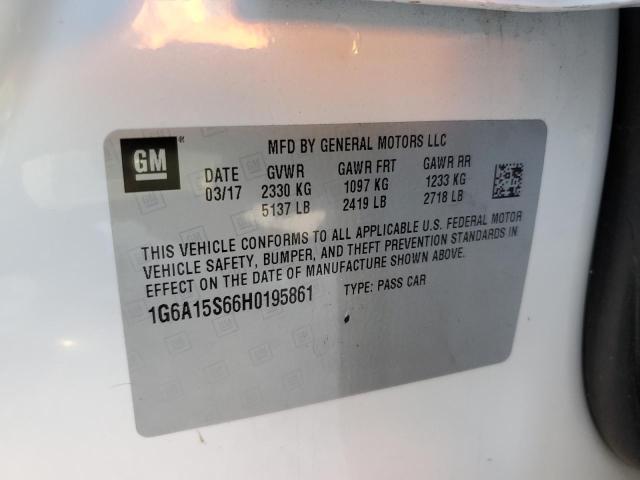 GM
MFD BY GENERAL MOTORS LLC
DATE GVWR GAWR FRT GAWR RR
03/17 2330 KG 1097 KG 1233 KG
5137 LB 2419 LB 2718 LB
THIS VEHICLE CONFORMS TO ALL APPLICABLE U.S. FEDERAL MOTOR
VEHICLE SAFETY, BUMPER, AND THEFT PREVENTION STANDARDS IN
EFFECT ON THE DATE OF MANUFACTURE SHOWN ABOVE.
1G6A15S66H0195861 TYPE: PASS CAR